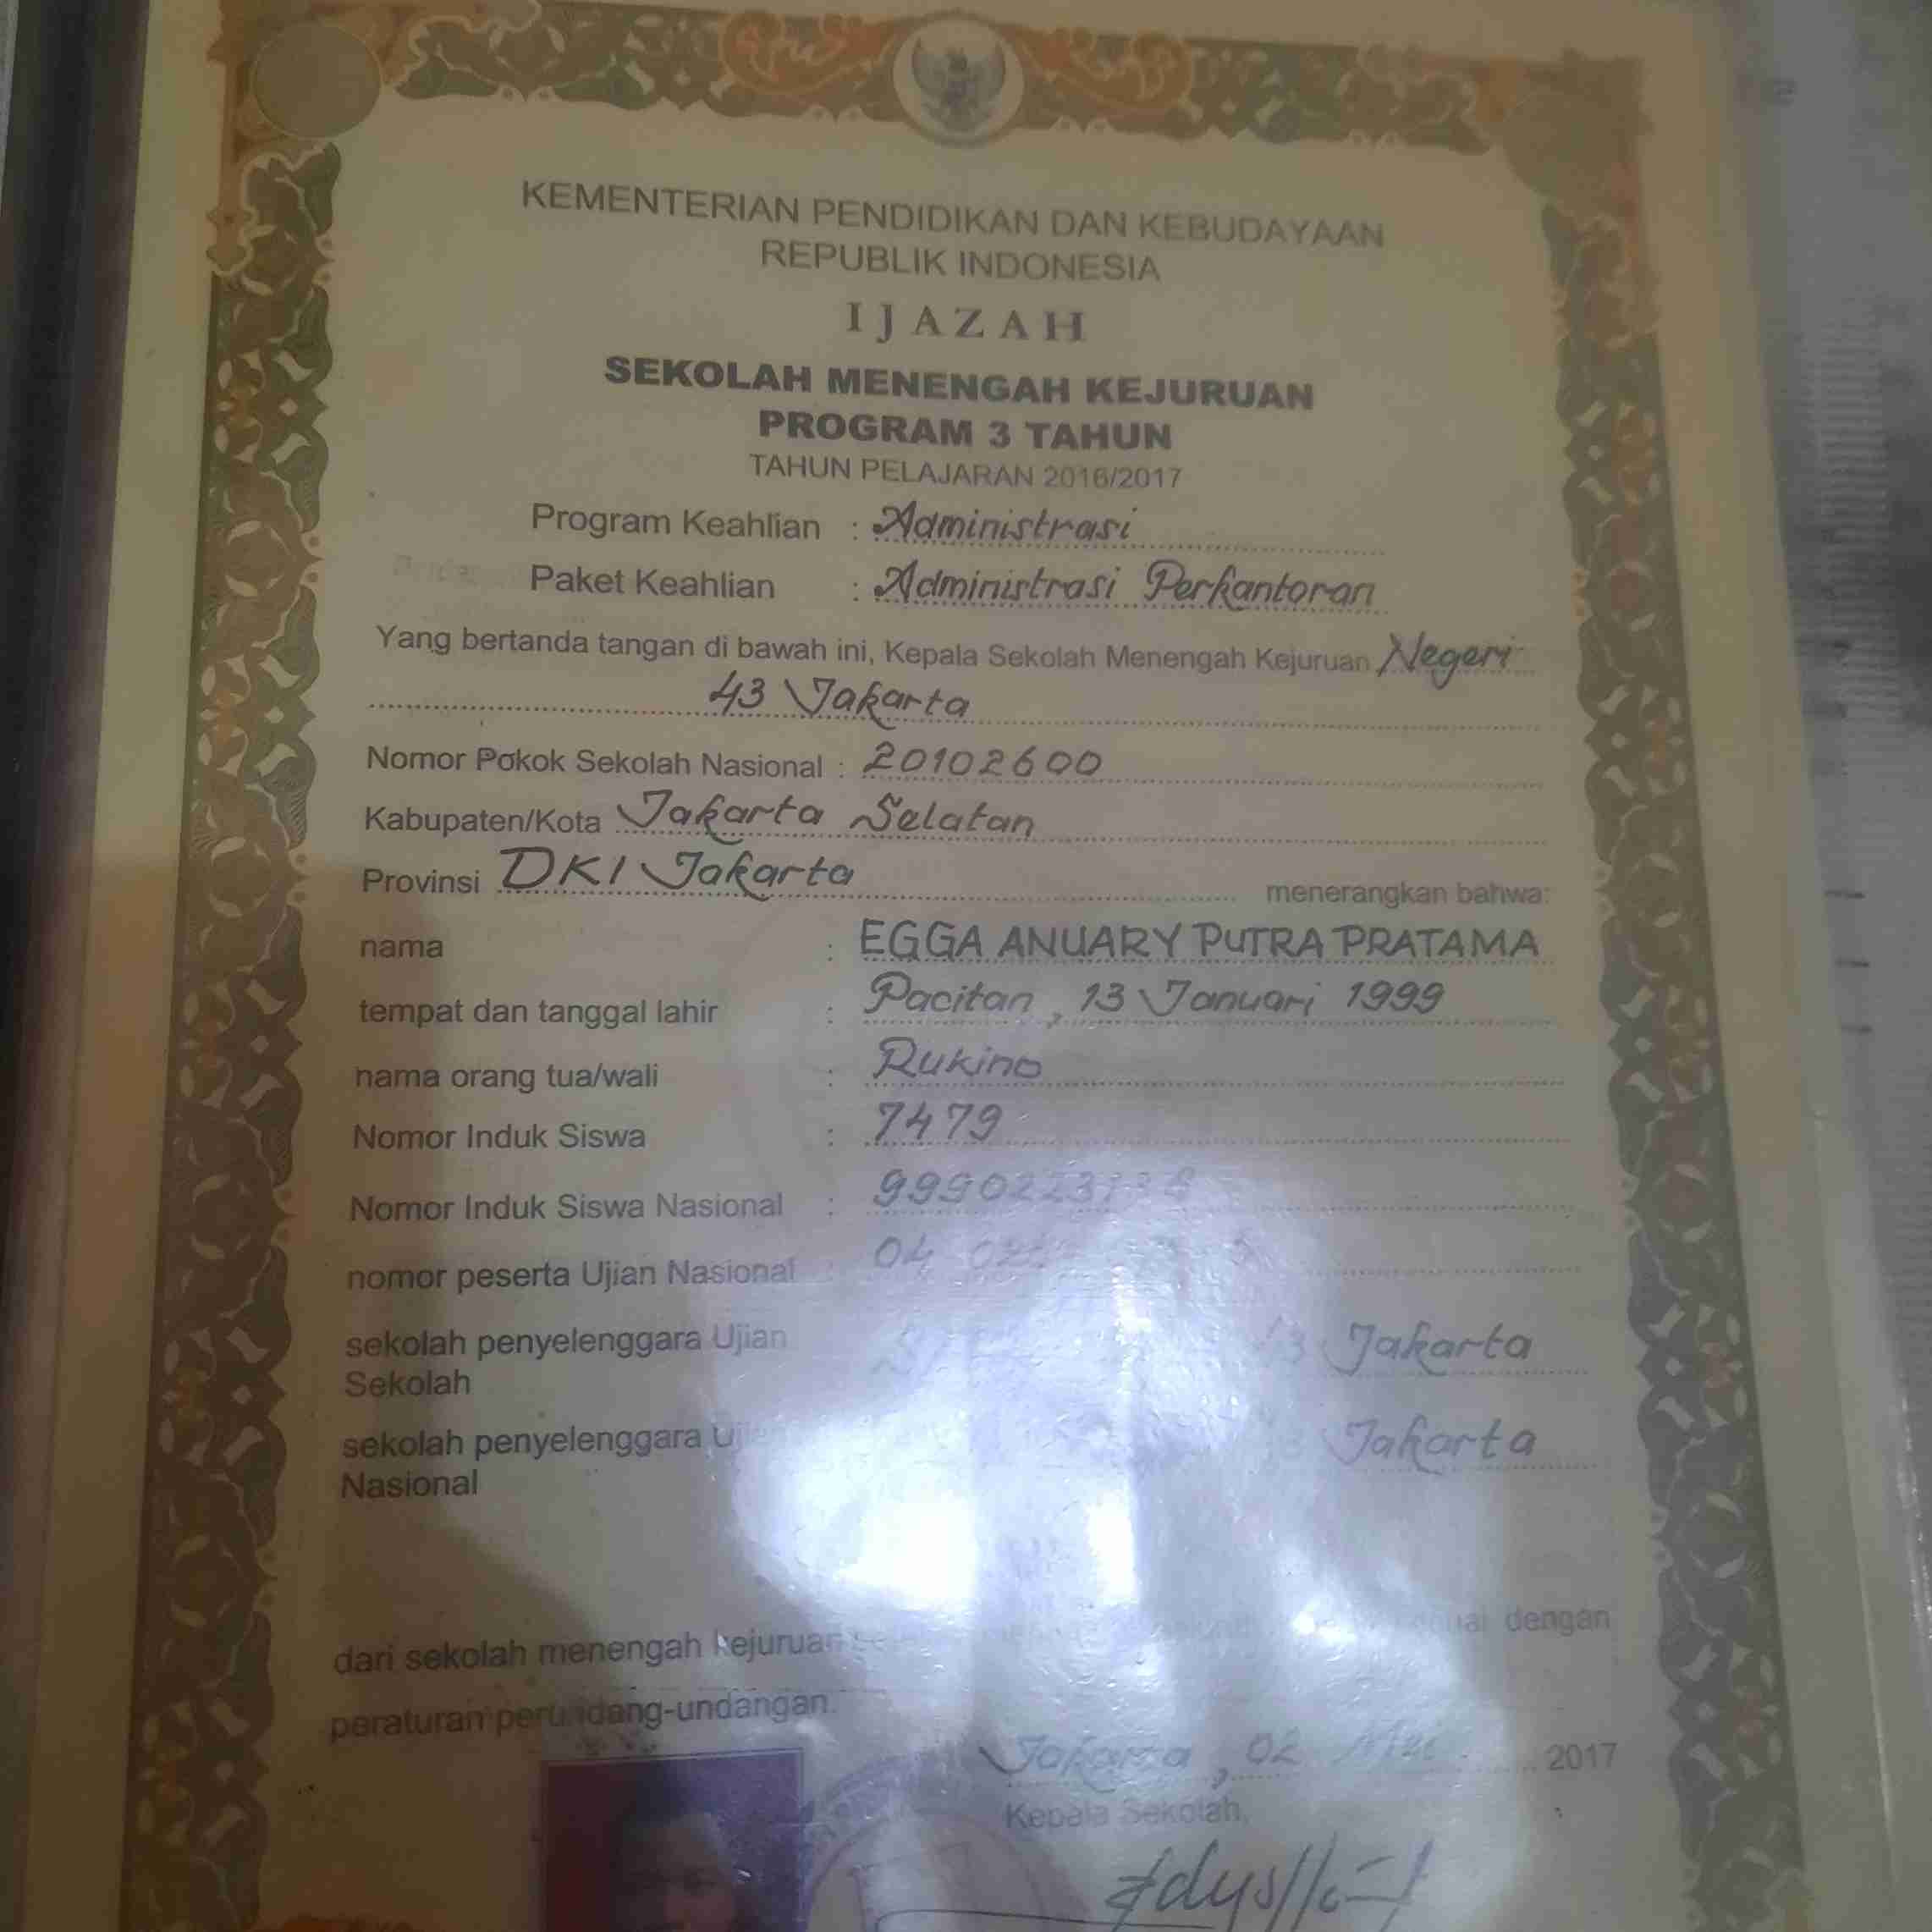 KEMENTERIAN PENDIDIKAN DAN KEBUDAYAAN
REPUBLIK INDONESIA
IJAZAH
SEKOLAH MENENGAH KEJURUAN
PROGRAM 3 TAHUN
TAHUN PELAJARAN 2016/2017
Program Keahlian : Administrasi
Paket Keahlian : Administrasi Perkantoran
Yang bertanda tangan di bawah ini, Kepala Sekolah Menengah Kejuruan Negeri
43 Jakarta
Nomor Pokok Sekolah Nasional : 20102600
Kabupaten/Kota Jakarta Selatan
Provinsi DKI Jakarta menerangkan bahwa:
nama : EGGA ANUARY PUTRA PRATAMA
tempat dan tanggal lahir : Pacitan, 13 Januari 1999
nama orang tua/wali : Rukino
Nomor Induk Siswa : 7479
Nomor Induk Siswa Nasional :
nomor peserta Ujian Nasional : 04
sekolah penyelenggara Ujian Jakarta
Sekolah
sekolah penyelenggara Ujian Jakarta
Nasional
dari sekolah menengah kejuruan dengan
peraturan perundang-undangan.
Jakarta, 02 Mei 2017
Kepala Sekolah,